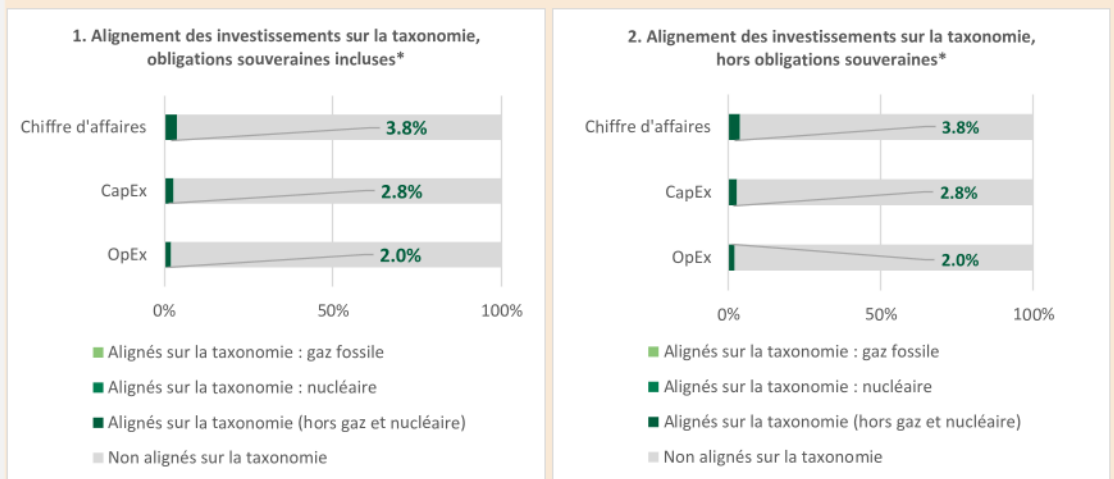 1. Alignement des investissements sur la taxonomie,
obligations souveraines incluses*
Chiffre d'affaires
3.8%
CapEx
2.8%
OpEx
2.0%
0%
50%
100%
Alignés sur la taxonomie : gaz fossile
Alignés sur la taxonomie : nucléaire
Alignés sur la taxonomie (hors gaz et nucléaire)
Non alignés sur la taxonomie
2. Alignement des investissements sur la taxonomie,
hors obligations souveraines*
Chiffre d'affaires
3.8%
CapEx
2.8%
OpEx
2.0%
0%
50%
100%
Alignés sur la taxonomie : gaz fossile
Alignés sur la taxonomie : nucléaire
Alignés sur la taxonomie (hors gaz et nucléaire)
Non alignés sur la taxonomie